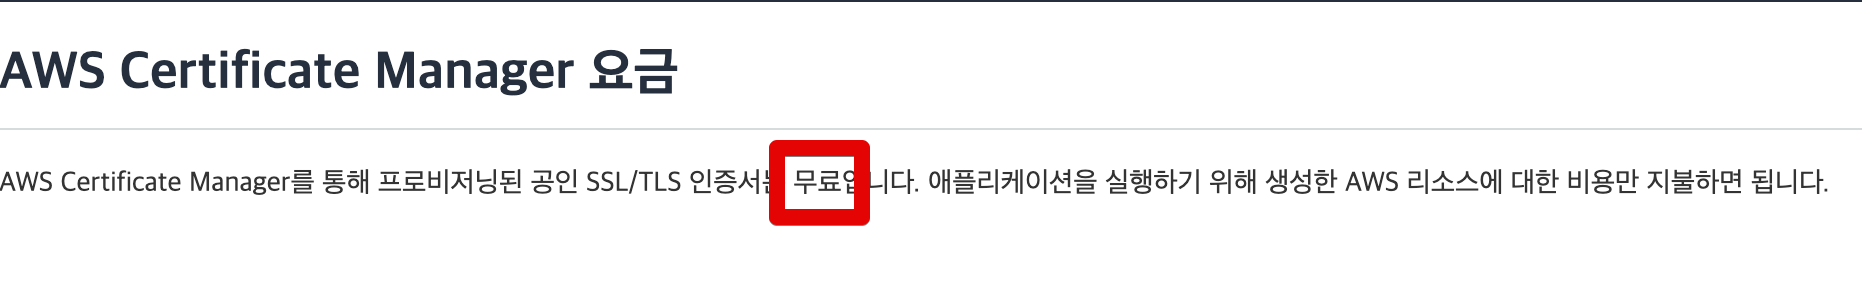 AWS Certificate Manager 요금
AWS Certificate Manager를 통해 프로비저닝된 공인 SSL/TLS 인증서는 무료입니다. 애플리케이션을 실행하기 위해 생성한 AWS 리소스에 대한 비용만 지불하면 됩니다.